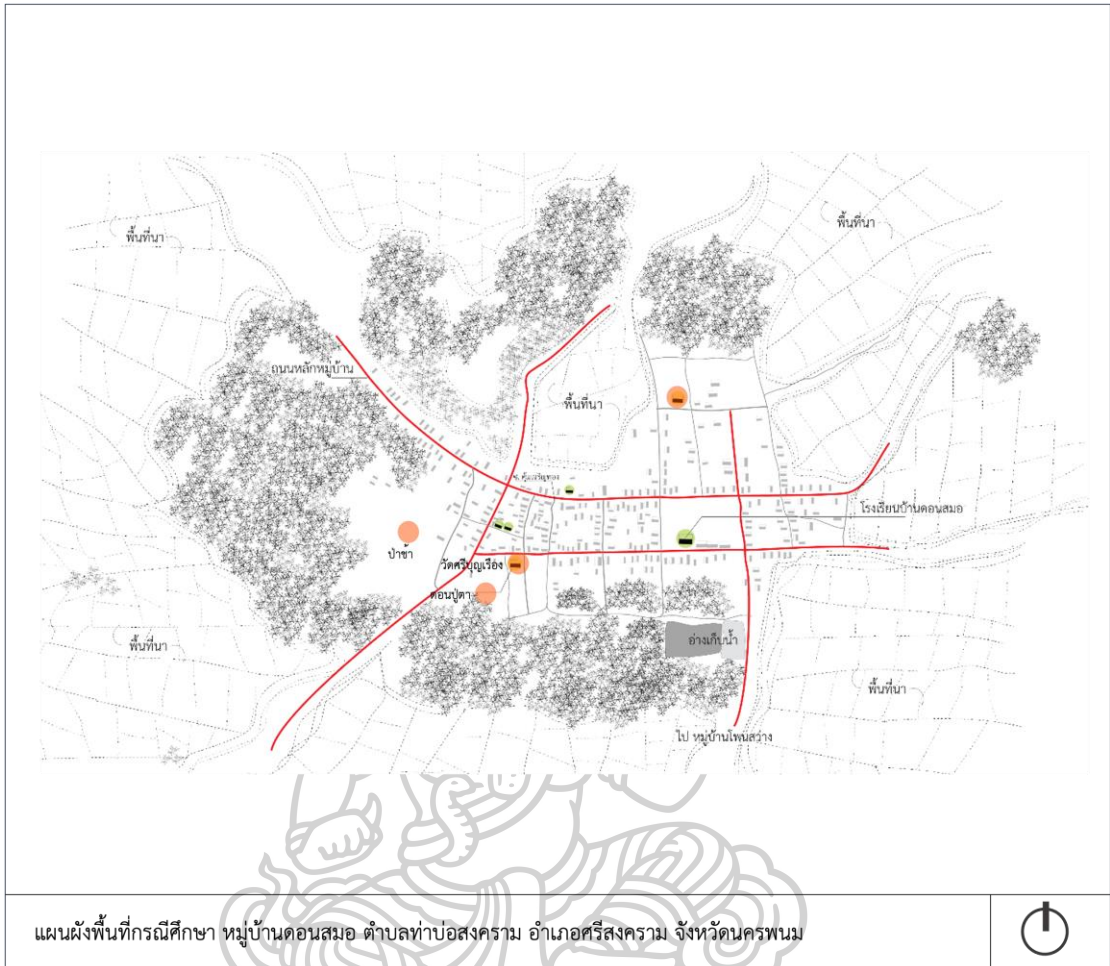 พื้นที่นา
พื้นที่นา
ถนนหลักหมู่บ้าน
พื้นที่นา
โรงเรียนบ้านดอนสมอ
ป่าช้า
วัดศรีบุญเรือง
ดอนปู่ตา
พื้นที่นา
อ่างเก็บน้ำ
พื้นที่นา
ไป หมู่บ้านโพนสว่าง
แผนผังพื้นที่กรณีศึกษา หมู่บ้านดอนสมอ ตำบลท่าบ่อสงคราม อำเภอศรีสงคราม จังหวัดนครพนม